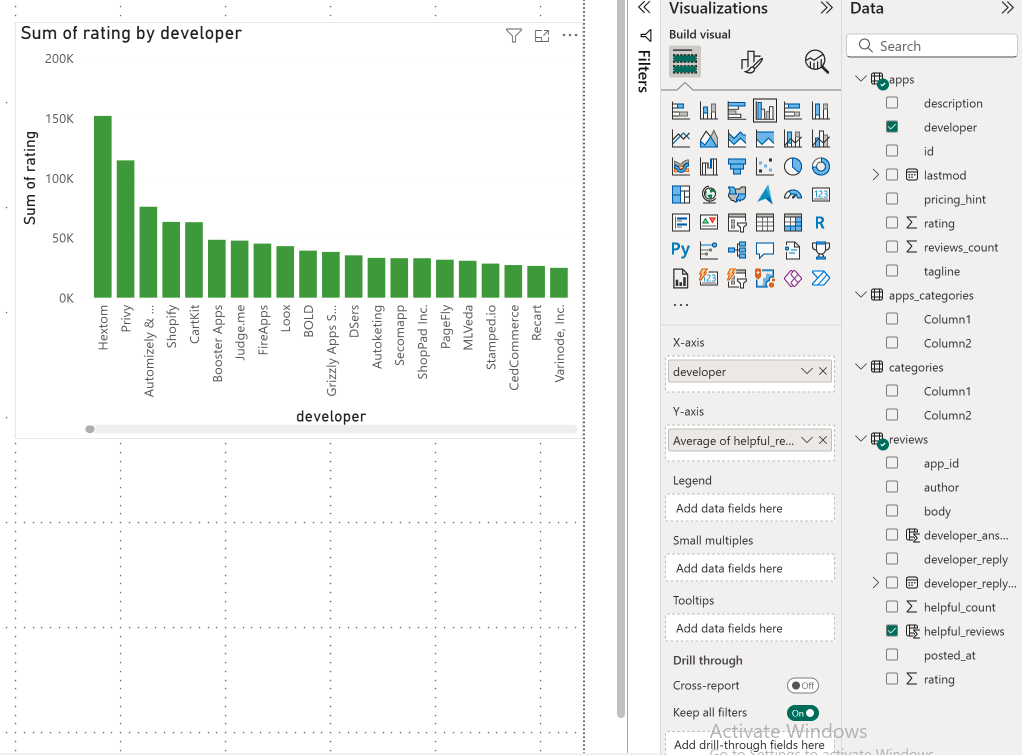 Sum of rating by developer
200K
150K
100K
50K
0K
Sum of rating
Hextom
Privy
Automizely & ...
Shopify
CartKit
Booster Apps
Judge.me
FireApps
Loox
BOLD
Grizzly Apps S...
DSers
Autoketing
Secomapp
ShopPad Inc.
PageFly
MLVeda
Stamped.io
CedCommerce
Recart
Varinode, Inc.
developer
Filters
Visualizations
Build visual
123
R
Py
123
...
X-axis
developer
Y-axis
Average of helpful_re...
Legend
Add data fields here
Small multiples
Add data fields here
Tooltips
Add data fields here
Drill through
Cross-report
Off
Keep all filters
On
Add drill-through fields here
Data
Search
apps
description
developer
id
lastmod
pricing_hint
rating
reviews_count
tagline
apps_categories
Column1
Column2
categories
Column1
Column2
reviews
app_id
author
body
developer_ans...
developer_reply
developer_reply...
helpful_count
helpful_reviews
posted_at
rating
Activate Windows
Go to Settings to activate Windows.